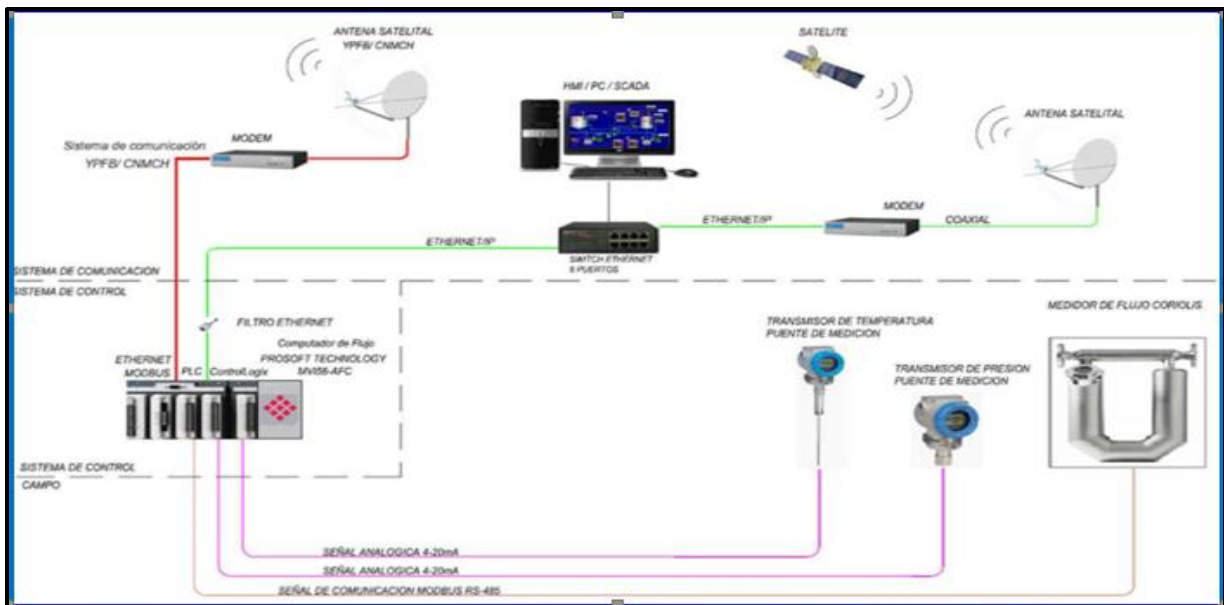 ANTENA SATELITAL
YPFB/ CNMCH
SATELITE
HMI / PC / SCADA
ANTENA SATELITAL
MODEM
Sistema de comunicación
YPFB/ CNMCH
MODEM
ETHERNET/IP
COAXIAL
ETHERNET/IP
SWITCH ETHERNET
8 PUERTOS
SISTEMA DE COMUNICACION
SISTEMA DE CONTROL
FILTRO ETHERNET
Computador de Flujo
ETHERNET
PROSOFT TECHNOLOGY
MODBUS
PLC
ControlLogix
MVI56-AFC
TRANSMISOR DE TEMPERATURA
PUENTE DE MEDICION
MEDIDOR DE FLUJO CORIOLIS
TRANSMISOR DE PRESION
PUENTE DE MEDICION
SISTEMA DE CONTROL
CAMPO
SEÑAL ANALOGICA 4-20mA
SEÑAL ANALOGICA 4-20mA
SEÑAL DE COMUNICACION MODBUS RS-485